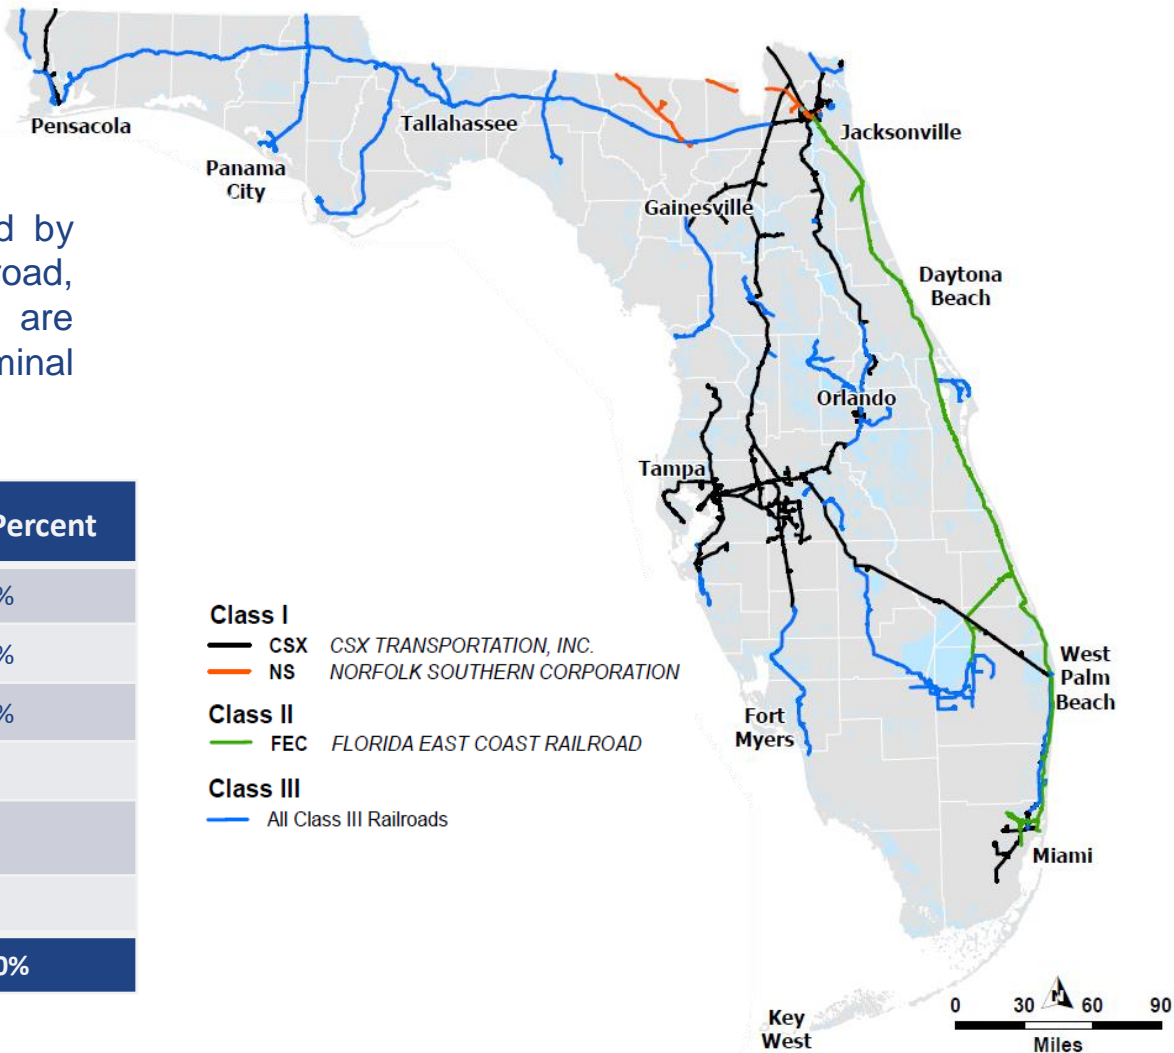 Pensacola
Tallahassee
Jacksonville
Panama
City
Gainesville
d by
road,
are
minal
Daytona
Beach
Orlando
Tampa
Percent
%
%
%
0%
Class I
CSX CSX TRANSPORTATION, INC.
NS NORFOLK SOUTHERN CORPORATION
Class II
FEC FLORIDA EAST COAST RAILROAD
Class III
All Class III Railroads
West
Palm
Beach
Fort
Myers
Miami
Key
West
N
0 30 60 90
Miles